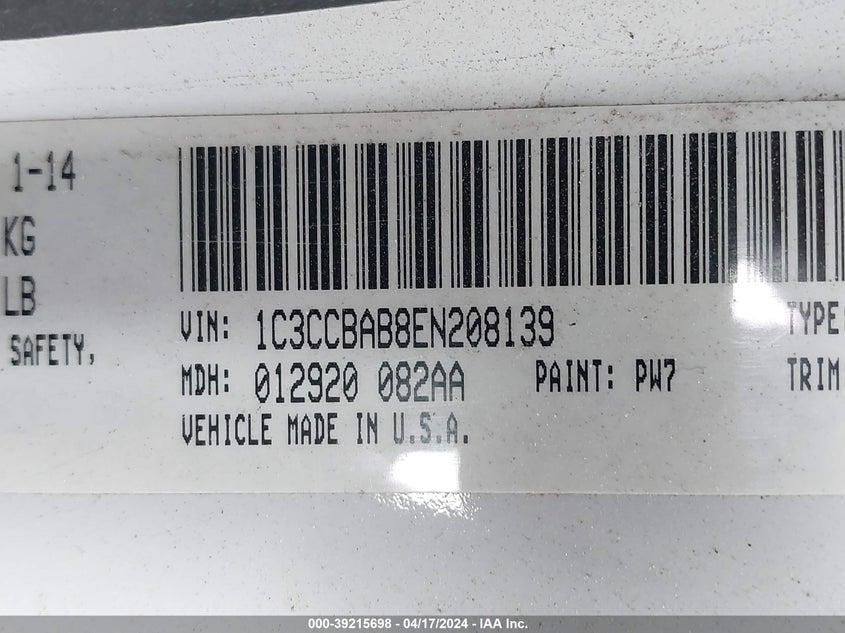 1-14
KG
LB
SAFETY,
VIN: 1C3CCBAB8EN208139
TYPE:
MDH: 012920 082AA
PAINT: PW7
TRIM
VEHICLE MADE IN U.S.A.
000-39215698 - 04/17/2024 - IAA Inc.